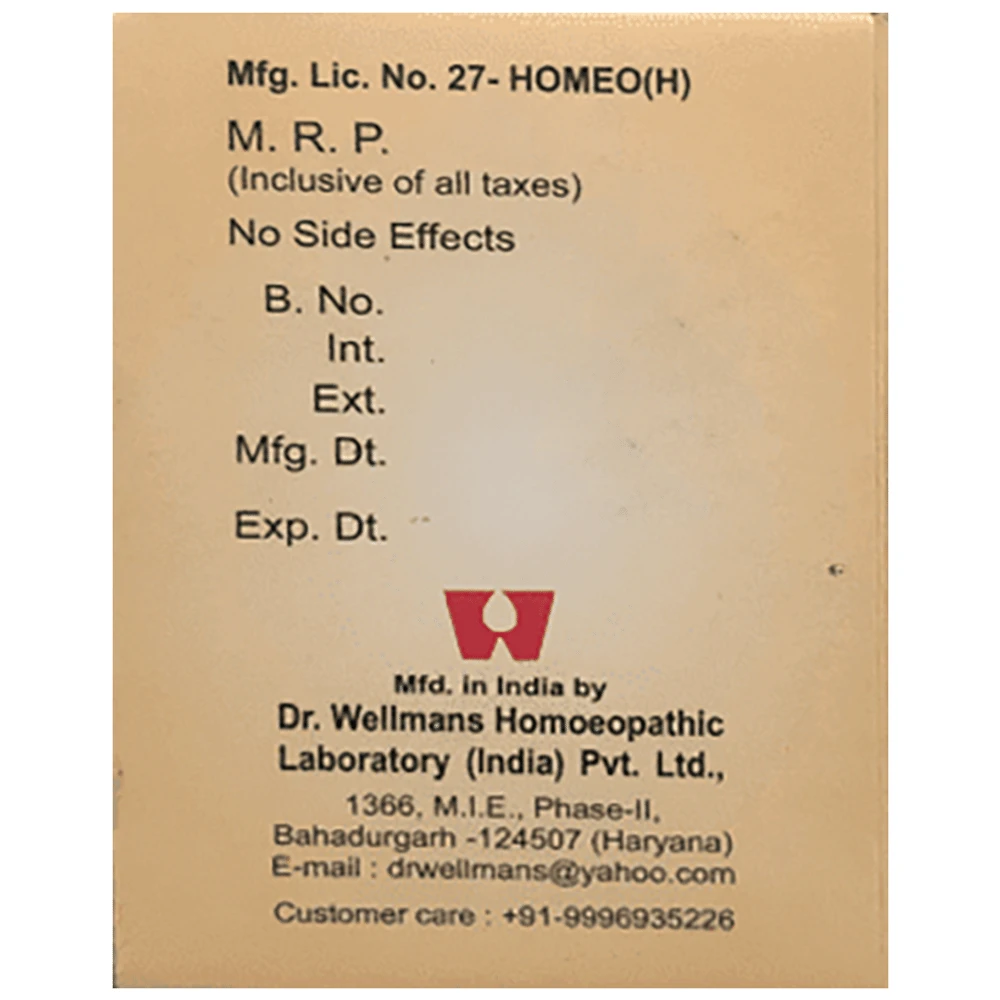 Mfg. Lic. No. 27- HOMEO(H)
M. R. P.
(Inclusive of all taxes)
No Side Effects
B. No.
Int.
Ext.
Mfg. Dt.
Exp. Dt.
Mfd. in India by
Dr. Wellmans Homoeopathic
Laboratory (India) Pvt. Ltd.,
1366, M.I.E., Phase-II,
Bahadurgarh -124507 (Haryana)
E-mail : drwellmans@yahoo.com
Customer care : +91-9996935226